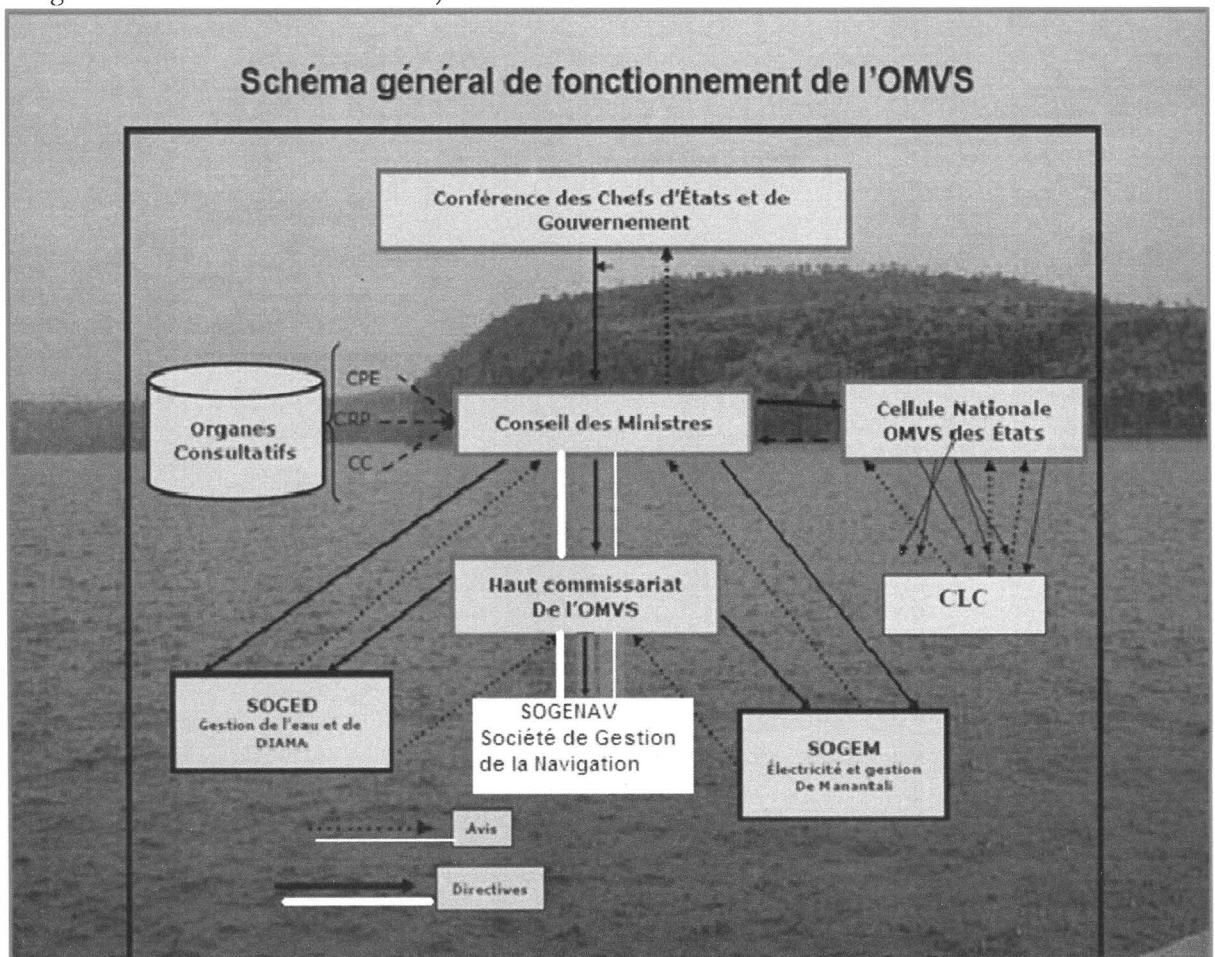 Schéma général de fonctionnement de l'OMVS
Conférence des Chefs d'États et de
Gouvernement
CPE
CRP
CC
Organes
Consultatifs
Conseil des Ministres
Cellule Nationale
OMVS des États
Haut commissariat
De l'OMVS
CLC
SOGED
Gestion de l'eau et de
DIAMA
SOGENAV
Société de Gestion
de la Navigation
SOGEM
Électricité et gestion
De Manantali
Avis
Directives